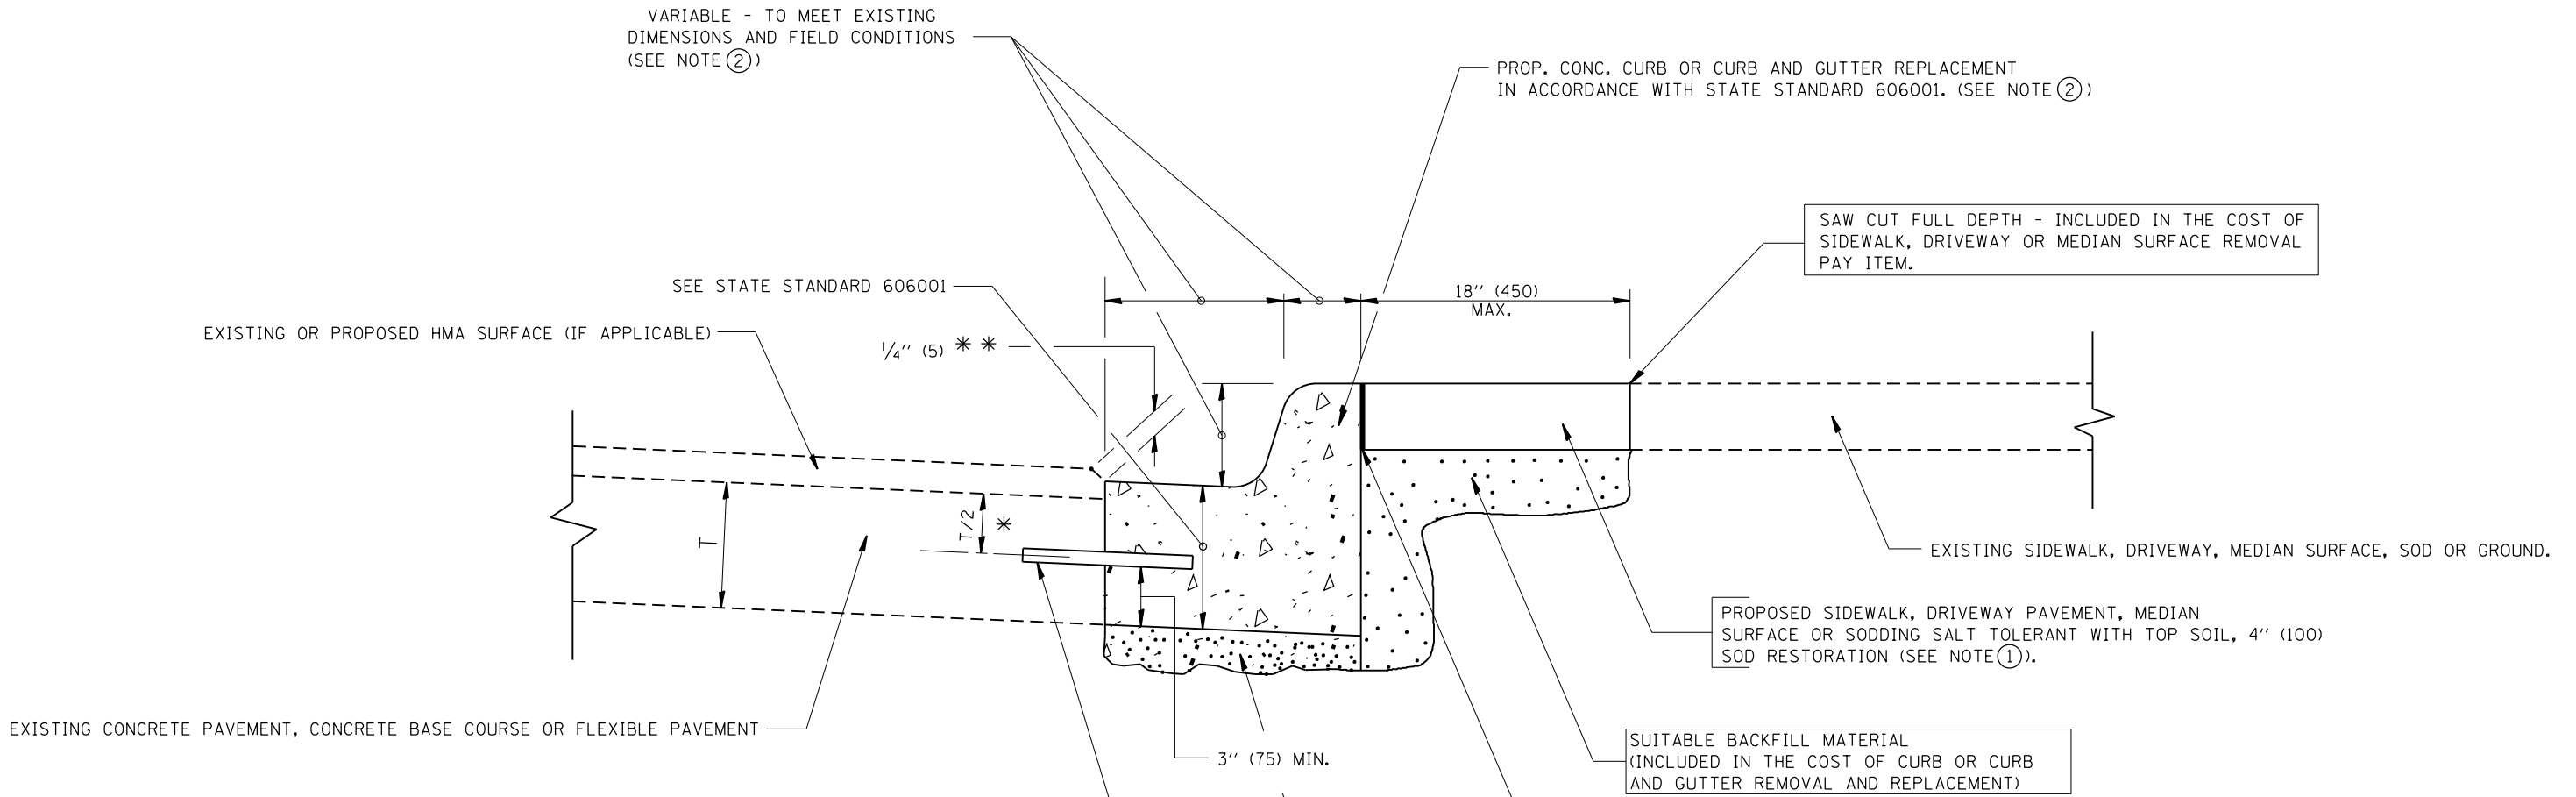 VARIABLE - TO MEET EXISTING
DIMENSIONS AND FIELD CONDITIONS
(SEE NOTE ②)
PROP. CONC. CURB OR CURB AND GUTTER REPLACEMENT
IN ACCORDANCE WITH STATE STANDARD 606001. (SEE NOTE ②)
SAW CUT FULL DEPTH - INCLUDED IN THE COST OF
SIDEWALK, DRIVEWAY OR MEDIAN SURFACE REMOVAL
PAY ITEM.
SEE STATE STANDARD 606001
18'' (450)
MAX.
EXISTING OR PROPOSED HMA SURFACE (IF APPLICABLE)
1/4'' (5) * *
T
T/2 *
EXISTING SIDEWALK, DRIVEWAY, MEDIAN SURFACE, SOD OR GROUND.
PROPOSED SIDEWALK, DRIVEWAY PAVEMENT, MEDIAN
SURFACE OR SODDING SALT TOLERANT WITH TOP SOIL, 4'' (100)
SOD RESTORATION (SEE NOTE ①).
EXISTING CONCRETE PAVEMENT, CONCRETE BASE COURSE OR FLEXIBLE PAVEMENT
3'' (75) MIN.
SUITABLE BACKFILL MATERIAL
(INCLUDED IN THE COST OF CURB OR CURB
AND GUTTER REMOVAL AND REPLACEMENT)